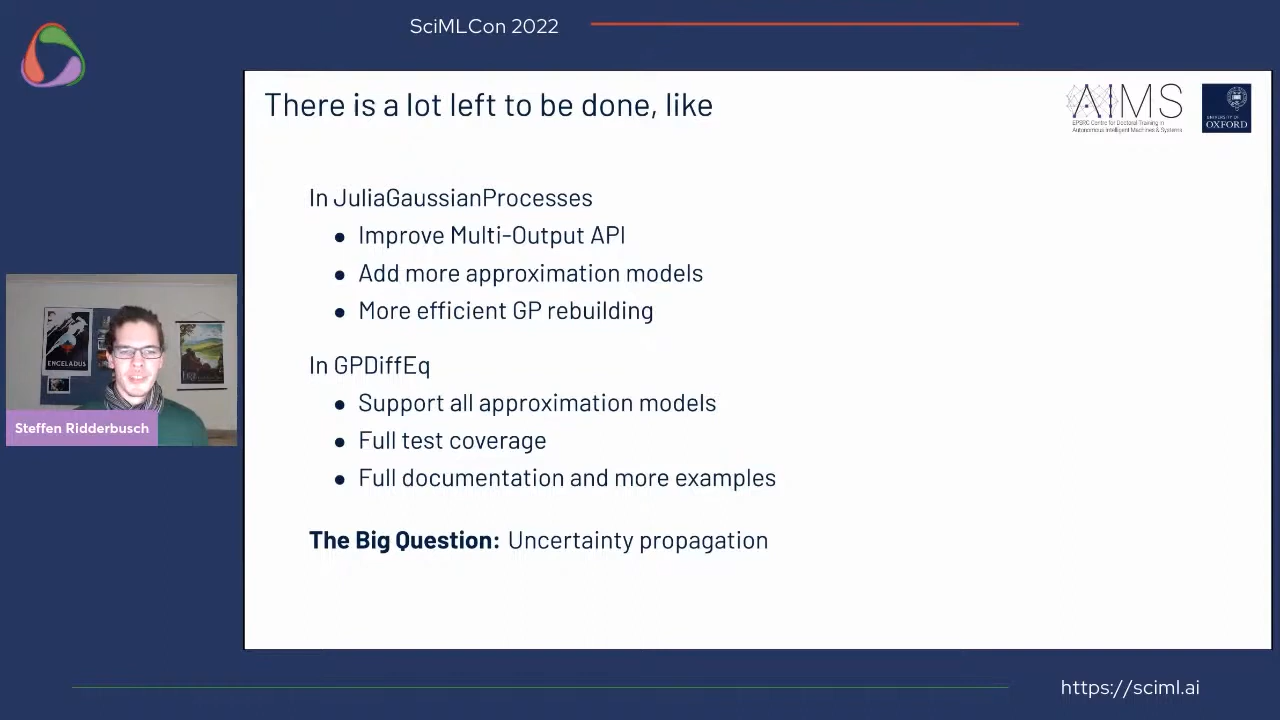 SciMLCon 2022
There is a lot left to be done, like
AIMS
EPSRC Centre for Doctoral Training in
Autonomous Intelligent Machines & Systems
UNIVERSITY OF
OXFORD
In JuliaGaussianProcesses
● Improve Multi-Output API
● Add more approximation models
● More efficient GP rebuilding
In GPDiffEq
● Support all approximation models
● Full test coverage
● Full documentation and more examples
The Big Question: Uncertainty propagation
ENCELADUS
Steffen Ridderbusch
https://sciml.ai